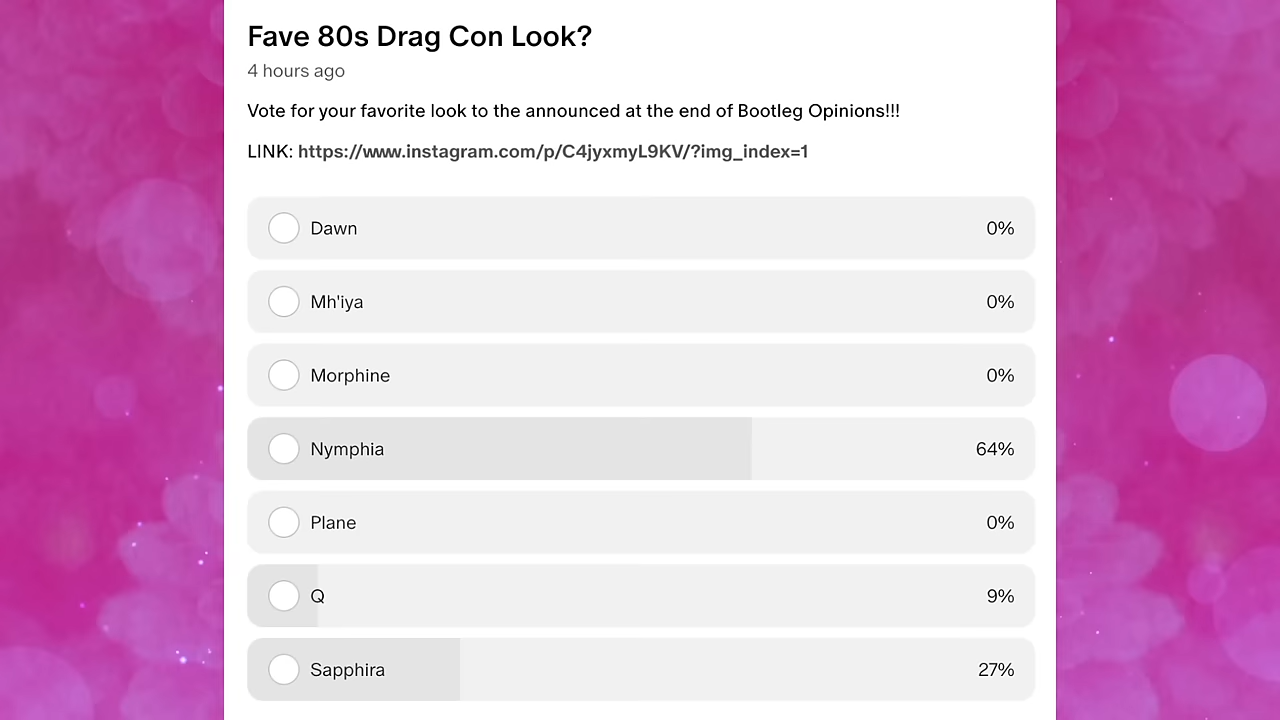 Fave 80s Drag Con Look?
4 hours ago
Vote for your favorite look to the announced at the end of Bootleg Opinions!!!
LINK: https://www.instagram.com/p/C4jyxmyL9KV/?img_index=1
Dawn 0%
Mh'iya 0%
Morphine 0%
Nymphia 64%
Plane 0%
Q 9%
Sapphira 27%